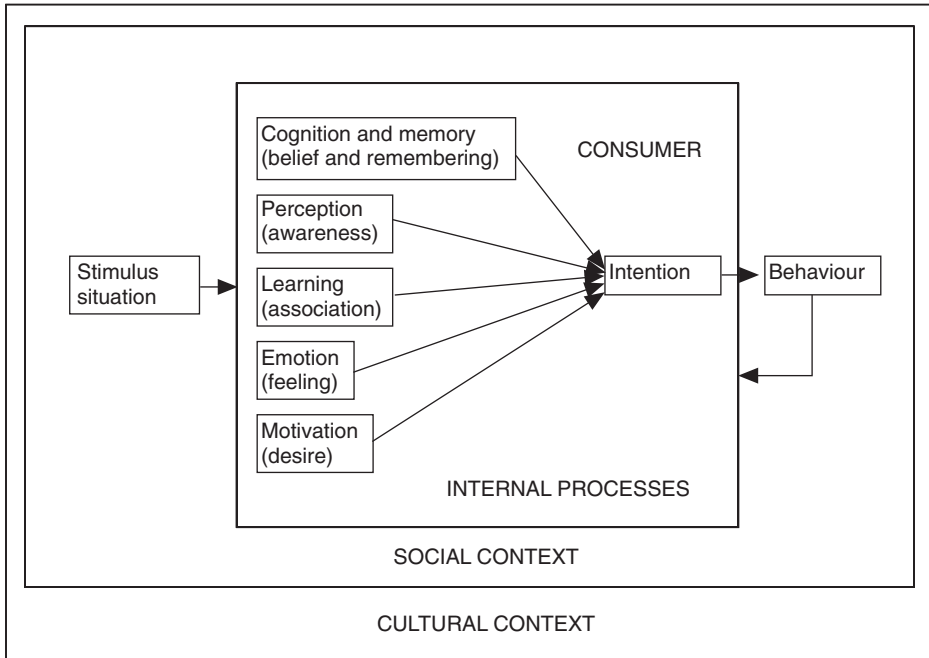 Cognition and memory
(belief and remembering)
CONSUMER
Perception
(awareness)
Stimulus
situation
Learning
(association)
Intention
Behaviour
Emotion
(feeling)
Motivation
(desire)
INTERNAL PROCESSES
SOCIAL CONTEXT
CULTURAL CONTEXT